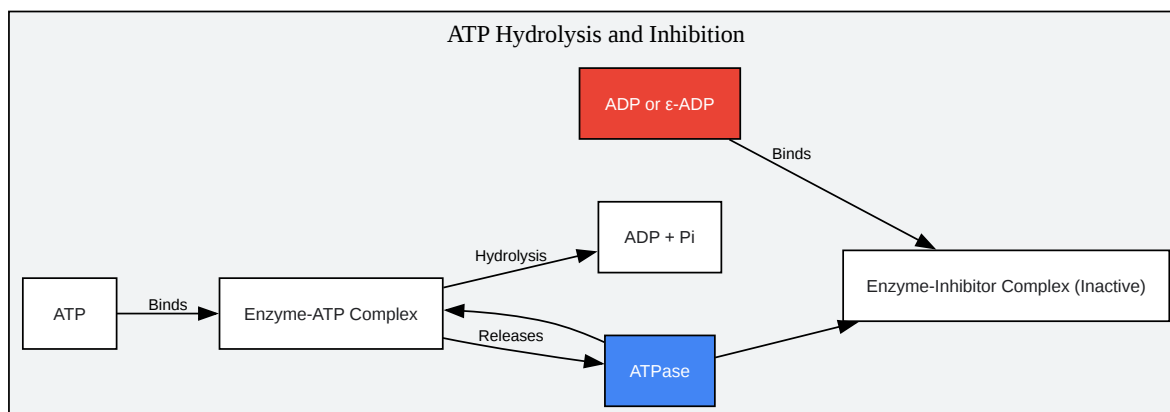 ATP Hydrolysis and Inhibition
ADP or ε-ADP
Binds
ADP + Pi
Hydrolysis
Enzyme-Inhibitor Complex (Inactive)
ATP
Binds
Enzyme-ATP Complex
Releases
ATPase